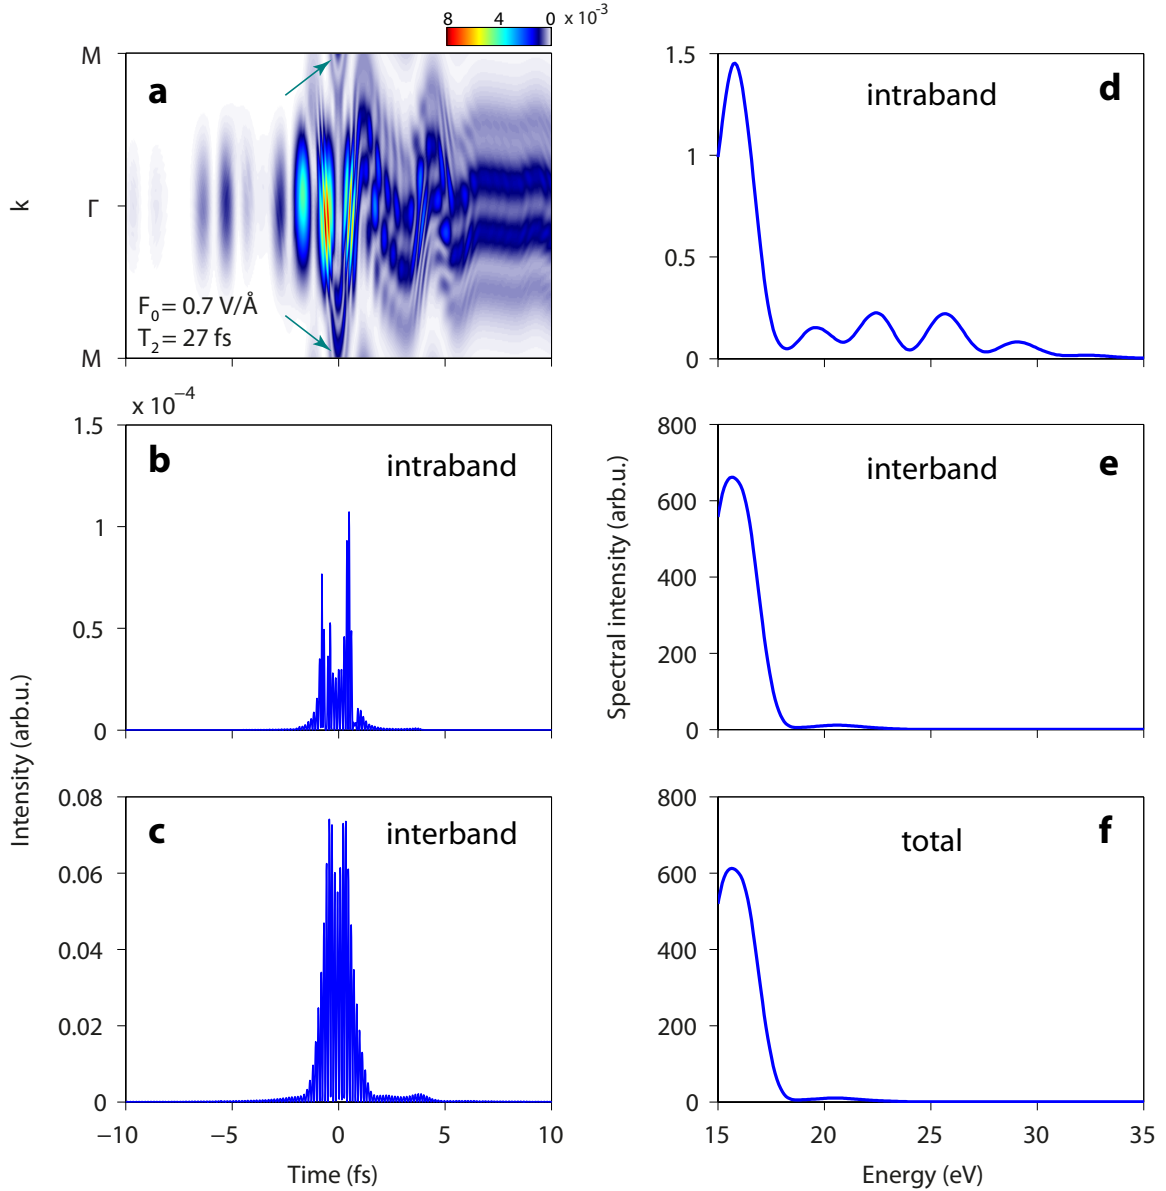 8 4 0 x 10⁻³
M
a
k
Γ
F₀ = 0.7 V/Å
T₂ = 27 fs
M
x 10⁻⁴
1.5
b
intraband
1
0.5
0
Intensity (arb.u.)
0.08
c
interband
0.06
0.04
0.02
0
−10 −5 0 5 10
Time (fs)
1.5
intraband
d
1
0.5
0
800
interband
e
600
400
200
0
Spectral intensity (arb.u.)
800
total
f
600
400
200
0
15 20 25 30 35
Energy (eV)